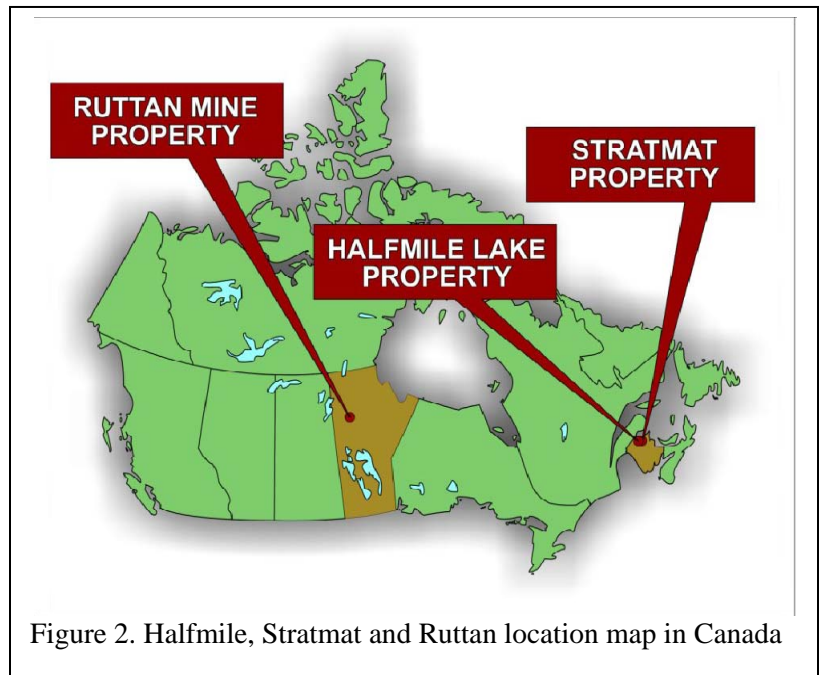 RUTTAN MINE
PROPERTY
STRATMAT
PROPERTY
HALFMILE LAKE
PROPERTY
Figure 2. Halfmile, Stratmat and Ruttan location map in Canada